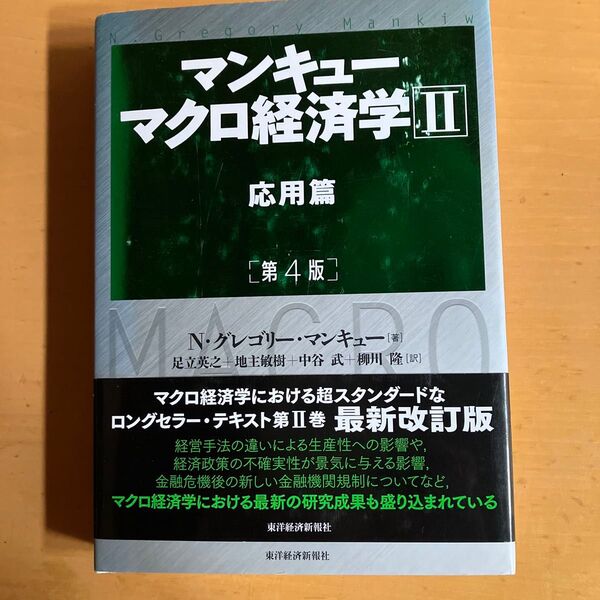 N. Gregory Mankiw
マンキュー
マクロ経済学 II
応用篇
[第4版]
MACRO
N・グレゴリー・マンキュー[著]
足立英之+地主敏樹+中谷 武+柳川 隆[訳]
マクロ経済学における超スタンダードな
ロングセラー・テキスト第Ⅱ巻 最新改訂版
経営手法の違いによる生産性への影響や,
経済政策の不確実性が景気に与える影響,
金融危機後の新しい金融機関規制についてなど,
マクロ経済学における最新の研究成果も盛り込まれている
東洋経済新報社
東洋経済新報社